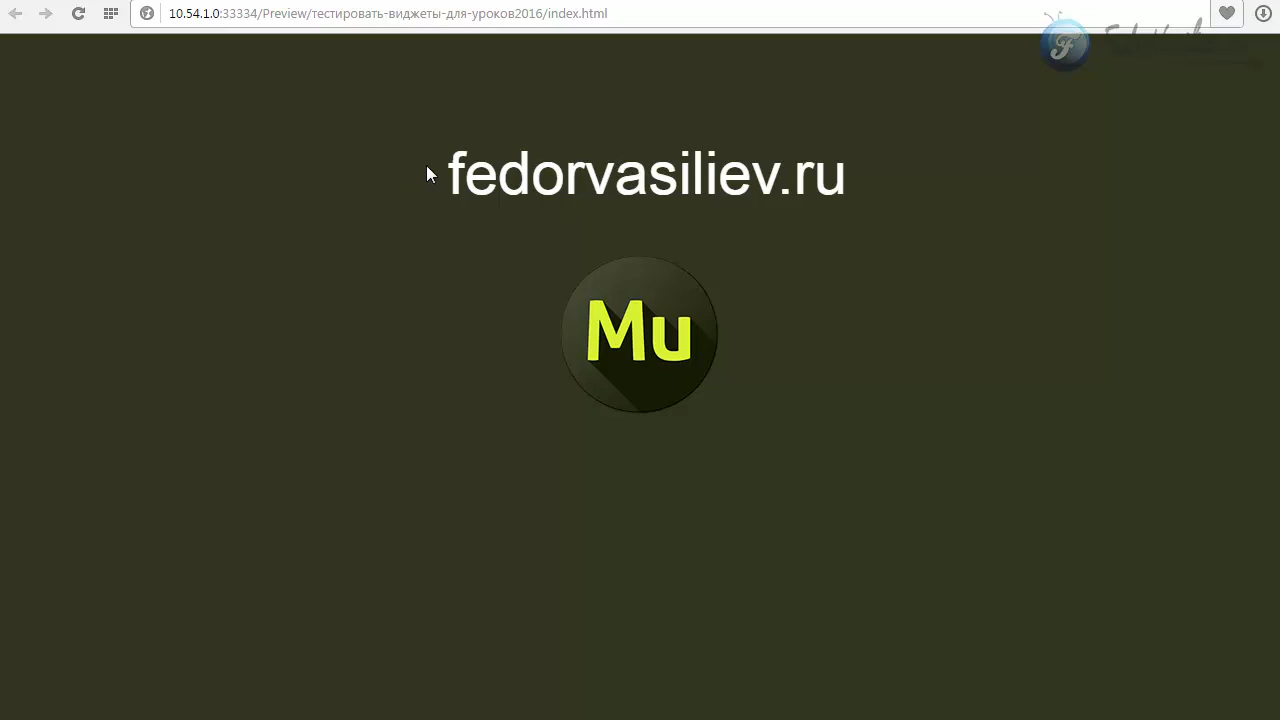 10.54.1.0:33334/Preview/тестировать-виджеты-для-уроков2016/index.html
fedorvasiliev.ru
Mu